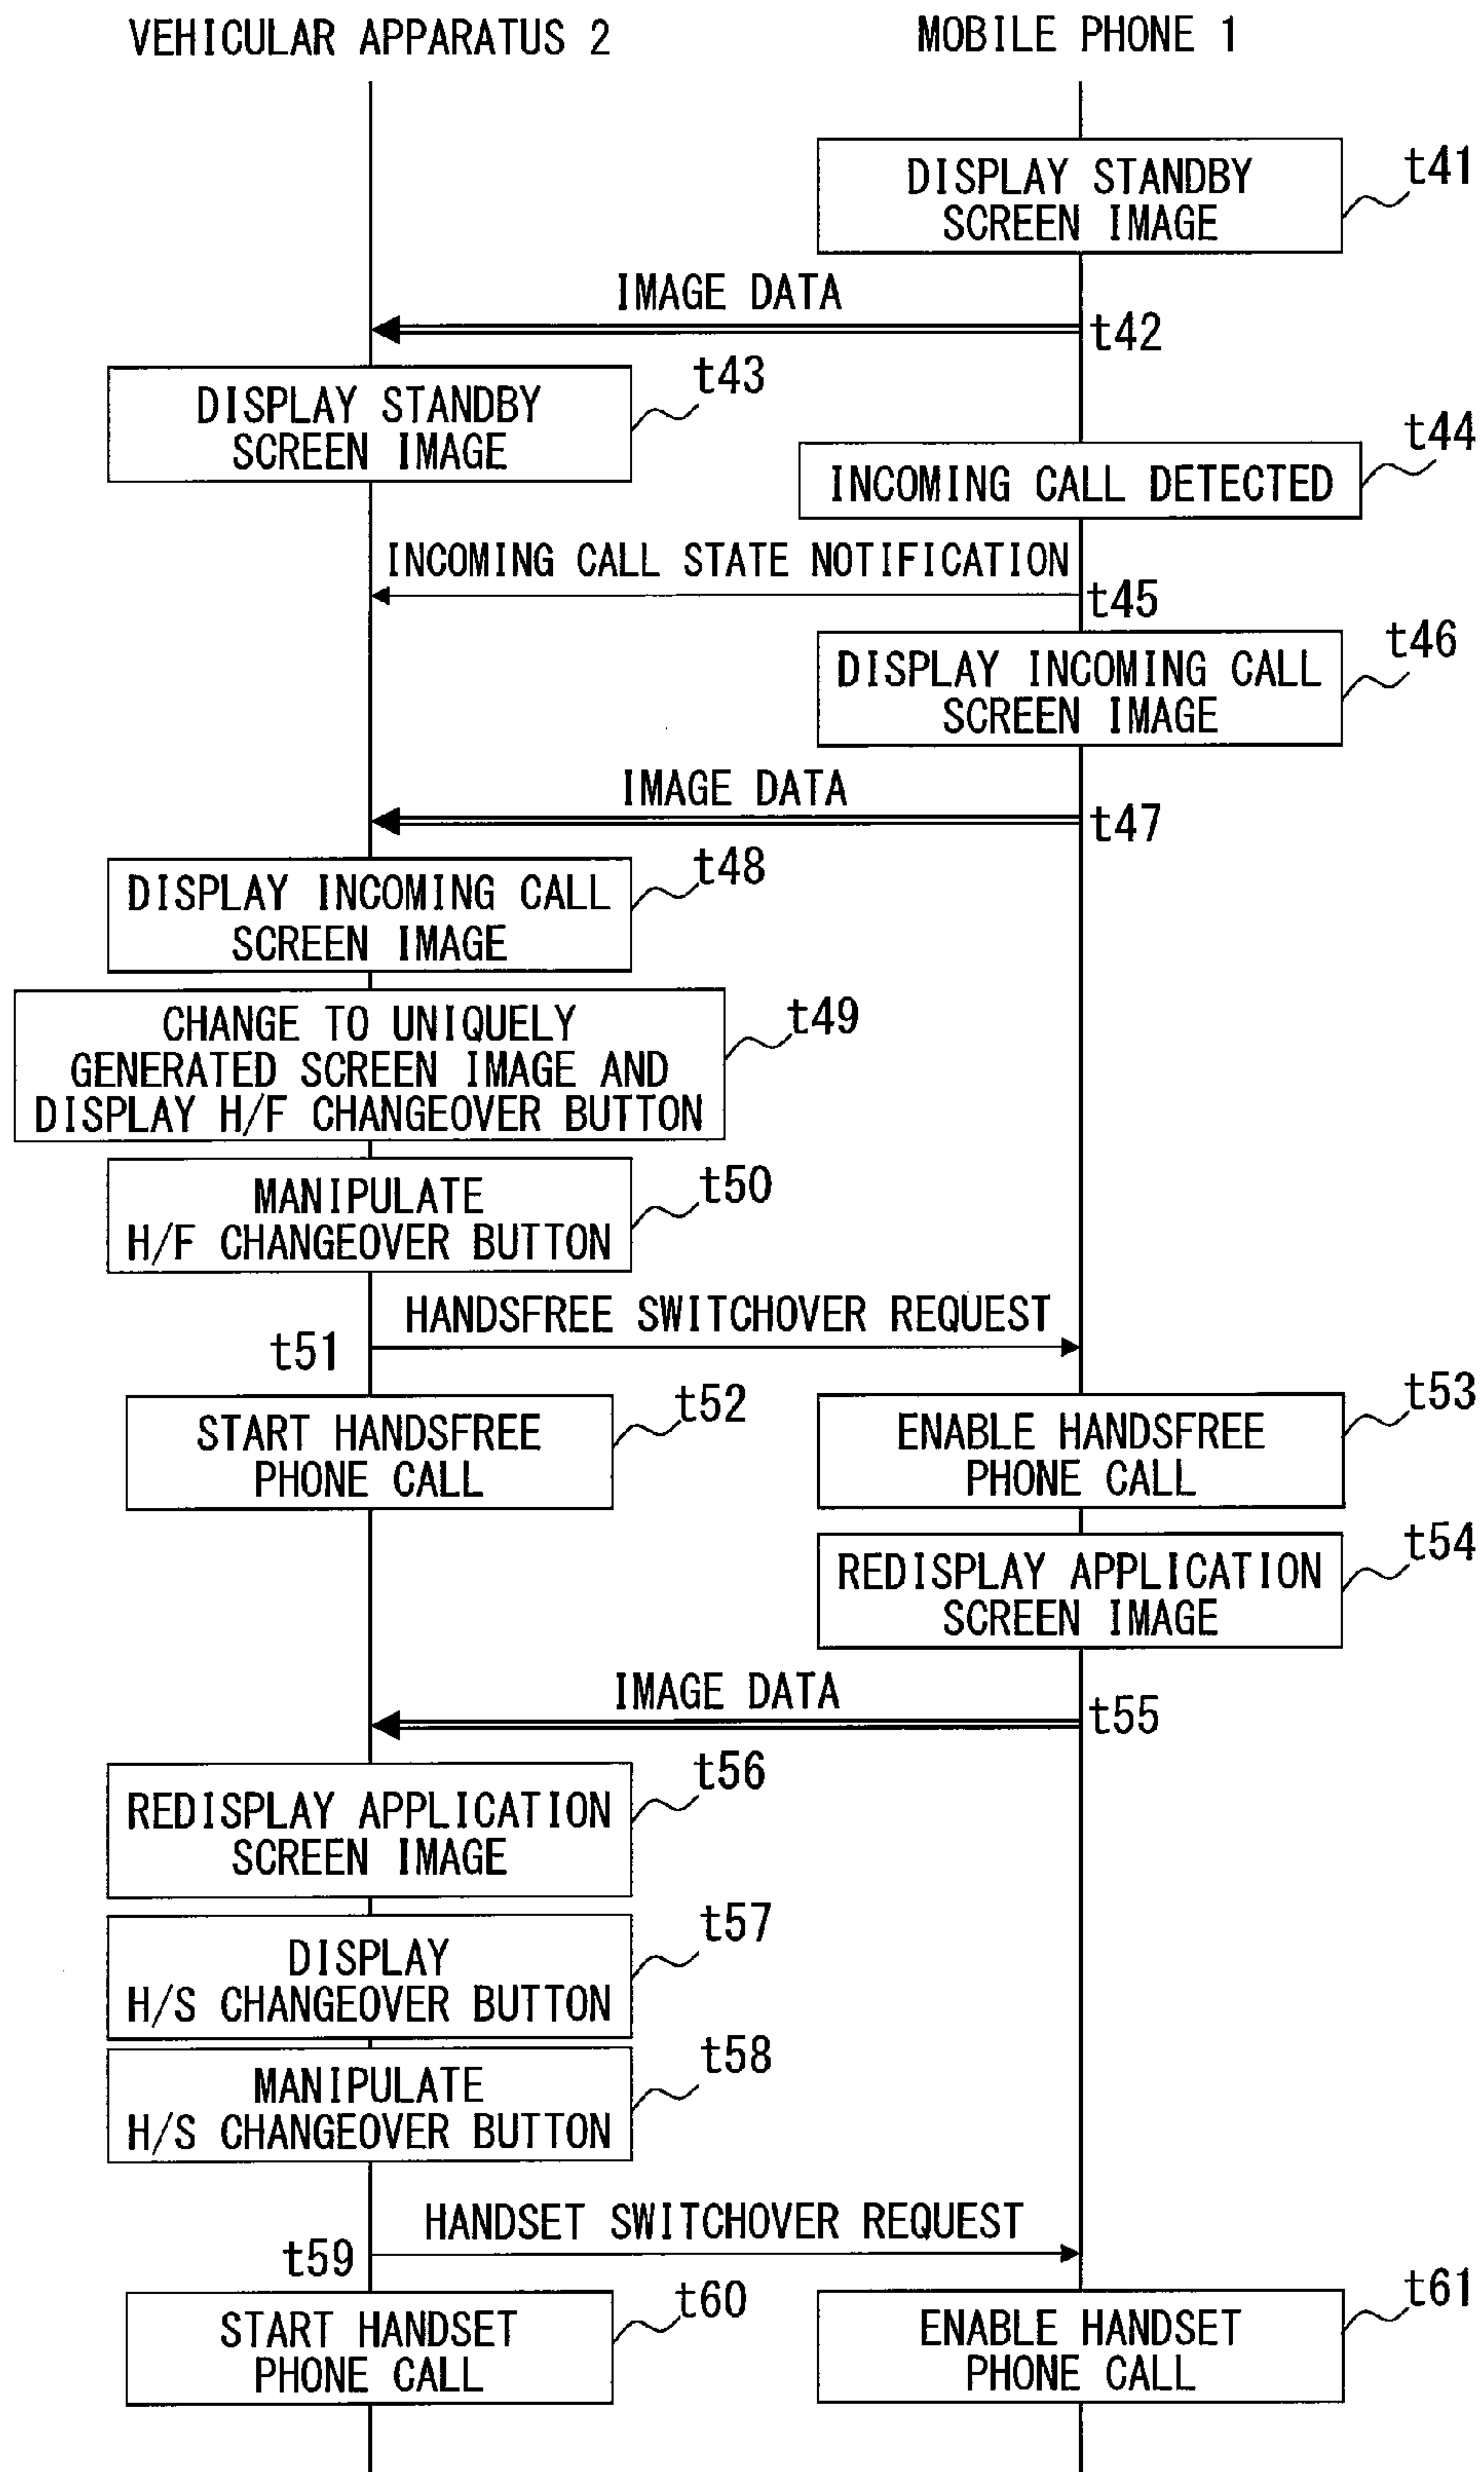 VEHICULAR APPARATUS 2
MOBILE PHONE 1
DISPLAY STANDBY
SCREEN IMAGE
t41
IMAGE DATA
t42
DISPLAY STANDBY
SCREEN IMAGE
t43
INCOMING CALL DETECTED
t44
INCOMING CALL STATE NOTIFICATION
t45
DISPLAY INCOMING CALL
SCREEN IMAGE
t46
IMAGE DATA
t47
DISPLAY INCOMING CALL
SCREEN IMAGE
t48
CHANGE TO UNIQUELY
GENERATED SCREEN IMAGE AND
DISPLAY H/F CHANGEOVER BUTTON
t49
MANIPULATE
H/F CHANGEOVER BUTTON
t50
HANDSFREE SWITCHOVER REQUEST
t51
START HANDSFREE
PHONE CALL
t52
ENABLE HANDSFREE
PHONE CALL
t53
REDISPLAY APPLICATION
SCREEN IMAGE
t54
IMAGE DATA
t55
REDISPLAY APPLICATION
SCREEN IMAGE
t56
DISPLAY
H/S CHANGEOVER BUTTON
t57
MANIPULATE
H/S CHANGEOVER BUTTON
t58
HANDSET SWITCHOVER REQUEST
t59
START HANDSET
PHONE CALL
t60
ENABLE HANDSET
PHONE CALL
t61